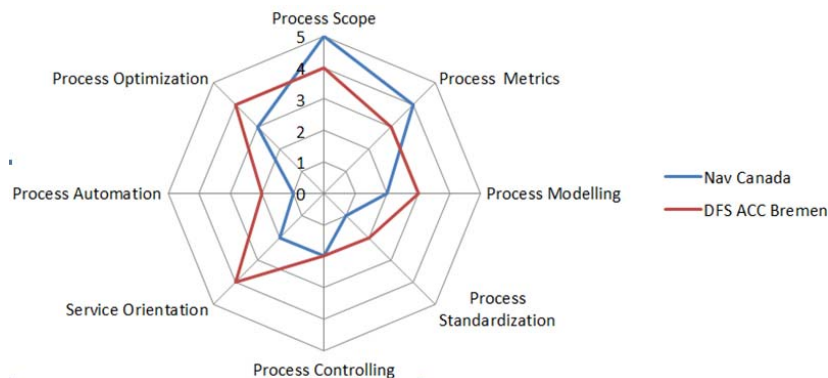 Process Scope
5
4
3
2
1
0
Process Optimization
Process Metrics
Process Automation
Process Modelling
Service Orientation
Process
Standardization
Process Controlling
Nav Canada
DFS ACC Bremen